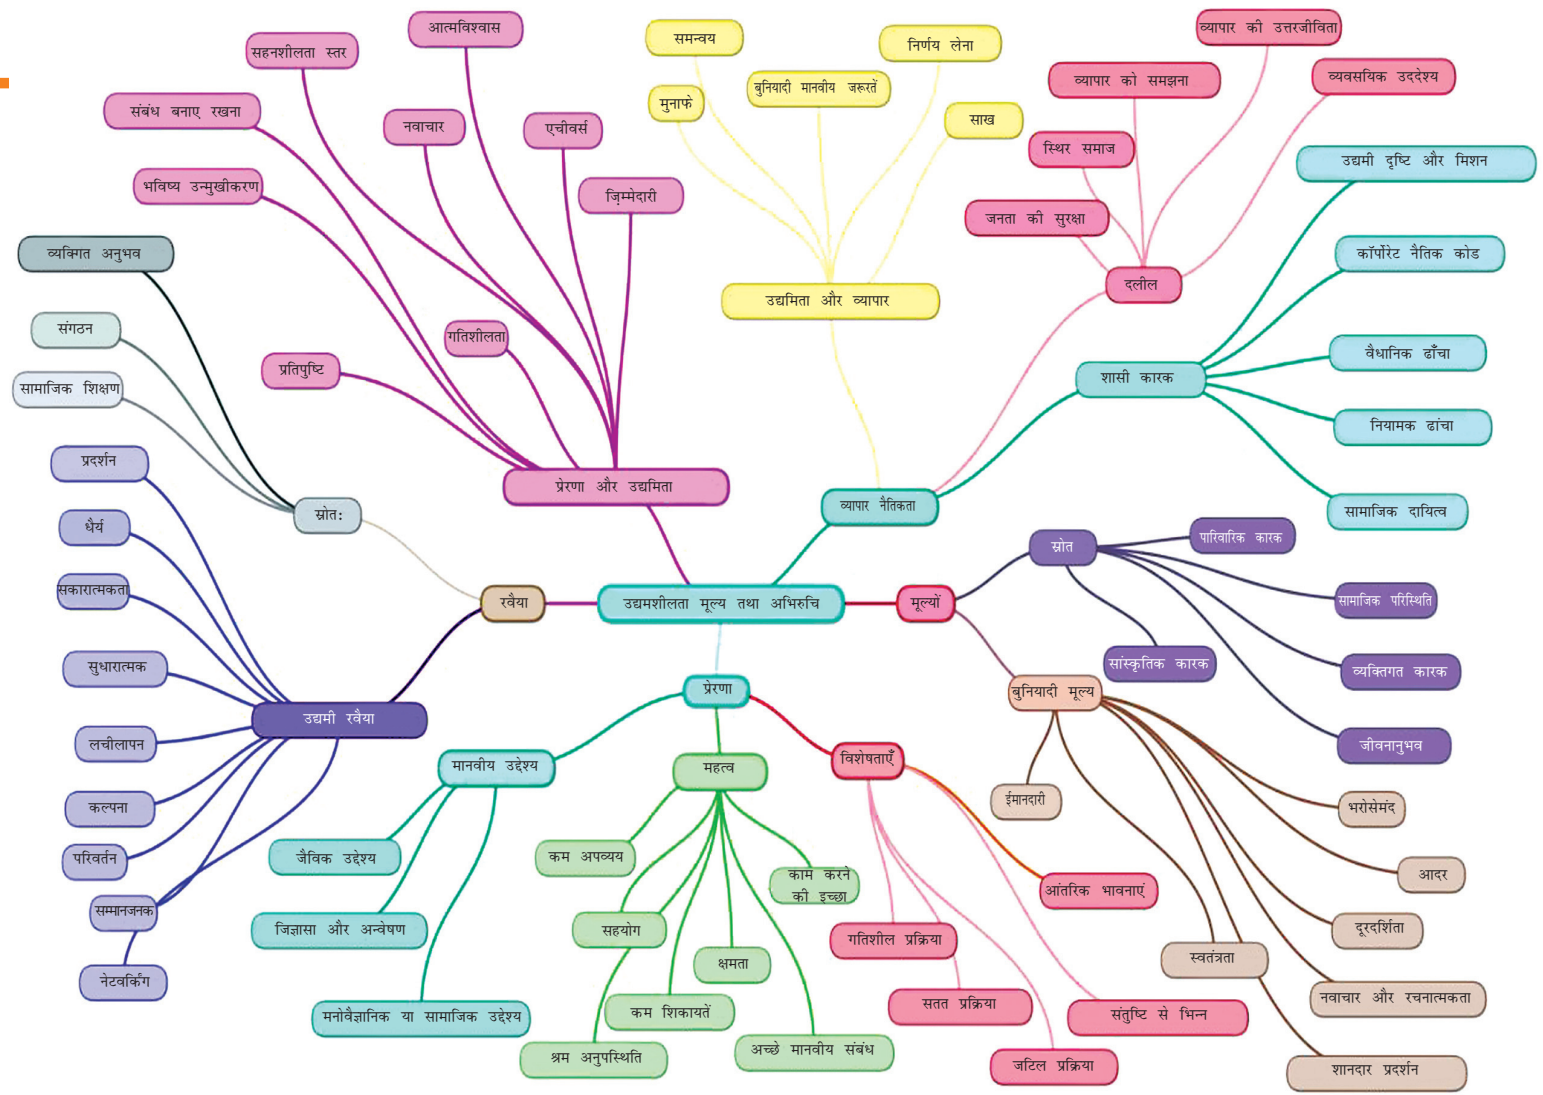 आत्मविश्वास
सहनशीलता स्तर
संबंध बनाए रखना
नवाचार
एचीवर्स
भविष्य उन्मुखीकरण
ज़िम्मेदारी
गतिशीलता
प्रतिपुष्टि
प्रेरणा और उद्यमिता
समन्वय
निर्णय लेना
बुनियादी मानवीय जरूरतें
मुनाफे
साख
उद्यमिता और व्यापार
व्यापार की उत्तरजीविता
व्यापार को समझना
व्यवसयिक उददेश्य
स्थिर समाज
जनता की सुरक्षा
दलील
उद्यमी दृष्टि और मिशन
कॉर्पोरेट नैतिक कोड
वैधानिक ढाँचा
शासी कारक
नियामक ढांचा
सामाजिक दायित्व
व्यापार नैतिकता
व्यक्गित अनुभव
संगठन
सामाजिक शिक्षण
स्रोत:
रवैया
उद्यमशीलता मूल्य तथा अभिरुचि
मूल्यों
प्रदर्शन
धैर्य
सकारात्मकता
सुधारात्मक
उद्यमी रवैया
लचीलापन
कल्पना
परिवर्तन
सम्मानजनक
नेटवर्किंग
स्रोत
पारिवारिक कारक
सामाजिक परिस्थिति
सांस्कृतिक कारक
व्यक्तिगत कारक
जीवनानुभव
बुनियादी मूल्य
ईमानदारी
भरोसेमंद
आदर
दूरदर्शिता
स्वतंत्रता
नवाचार और रचनात्मकता
शानदार प्रदर्शन
प्रेरणा
मानवीय उद्देश्य
जैविक उद्देश्य
जिज्ञासा और अन्वेषण
मनोवैज्ञानिक या सामाजिक उद्देश्य
महत्व
कम अपव्यय
काम करने
की इच्छा
सहयोग
क्षमता
कम शिकायतें
श्रम अनुपस्थिति
अच्छे मानवीय संबंध
विशेषताएँ
आंतरिक भावनाएं
गतिशील प्रक्रिया
सतत प्रक्रिया
संतुष्टि से भिन्न
जटिल प्रक्रिया